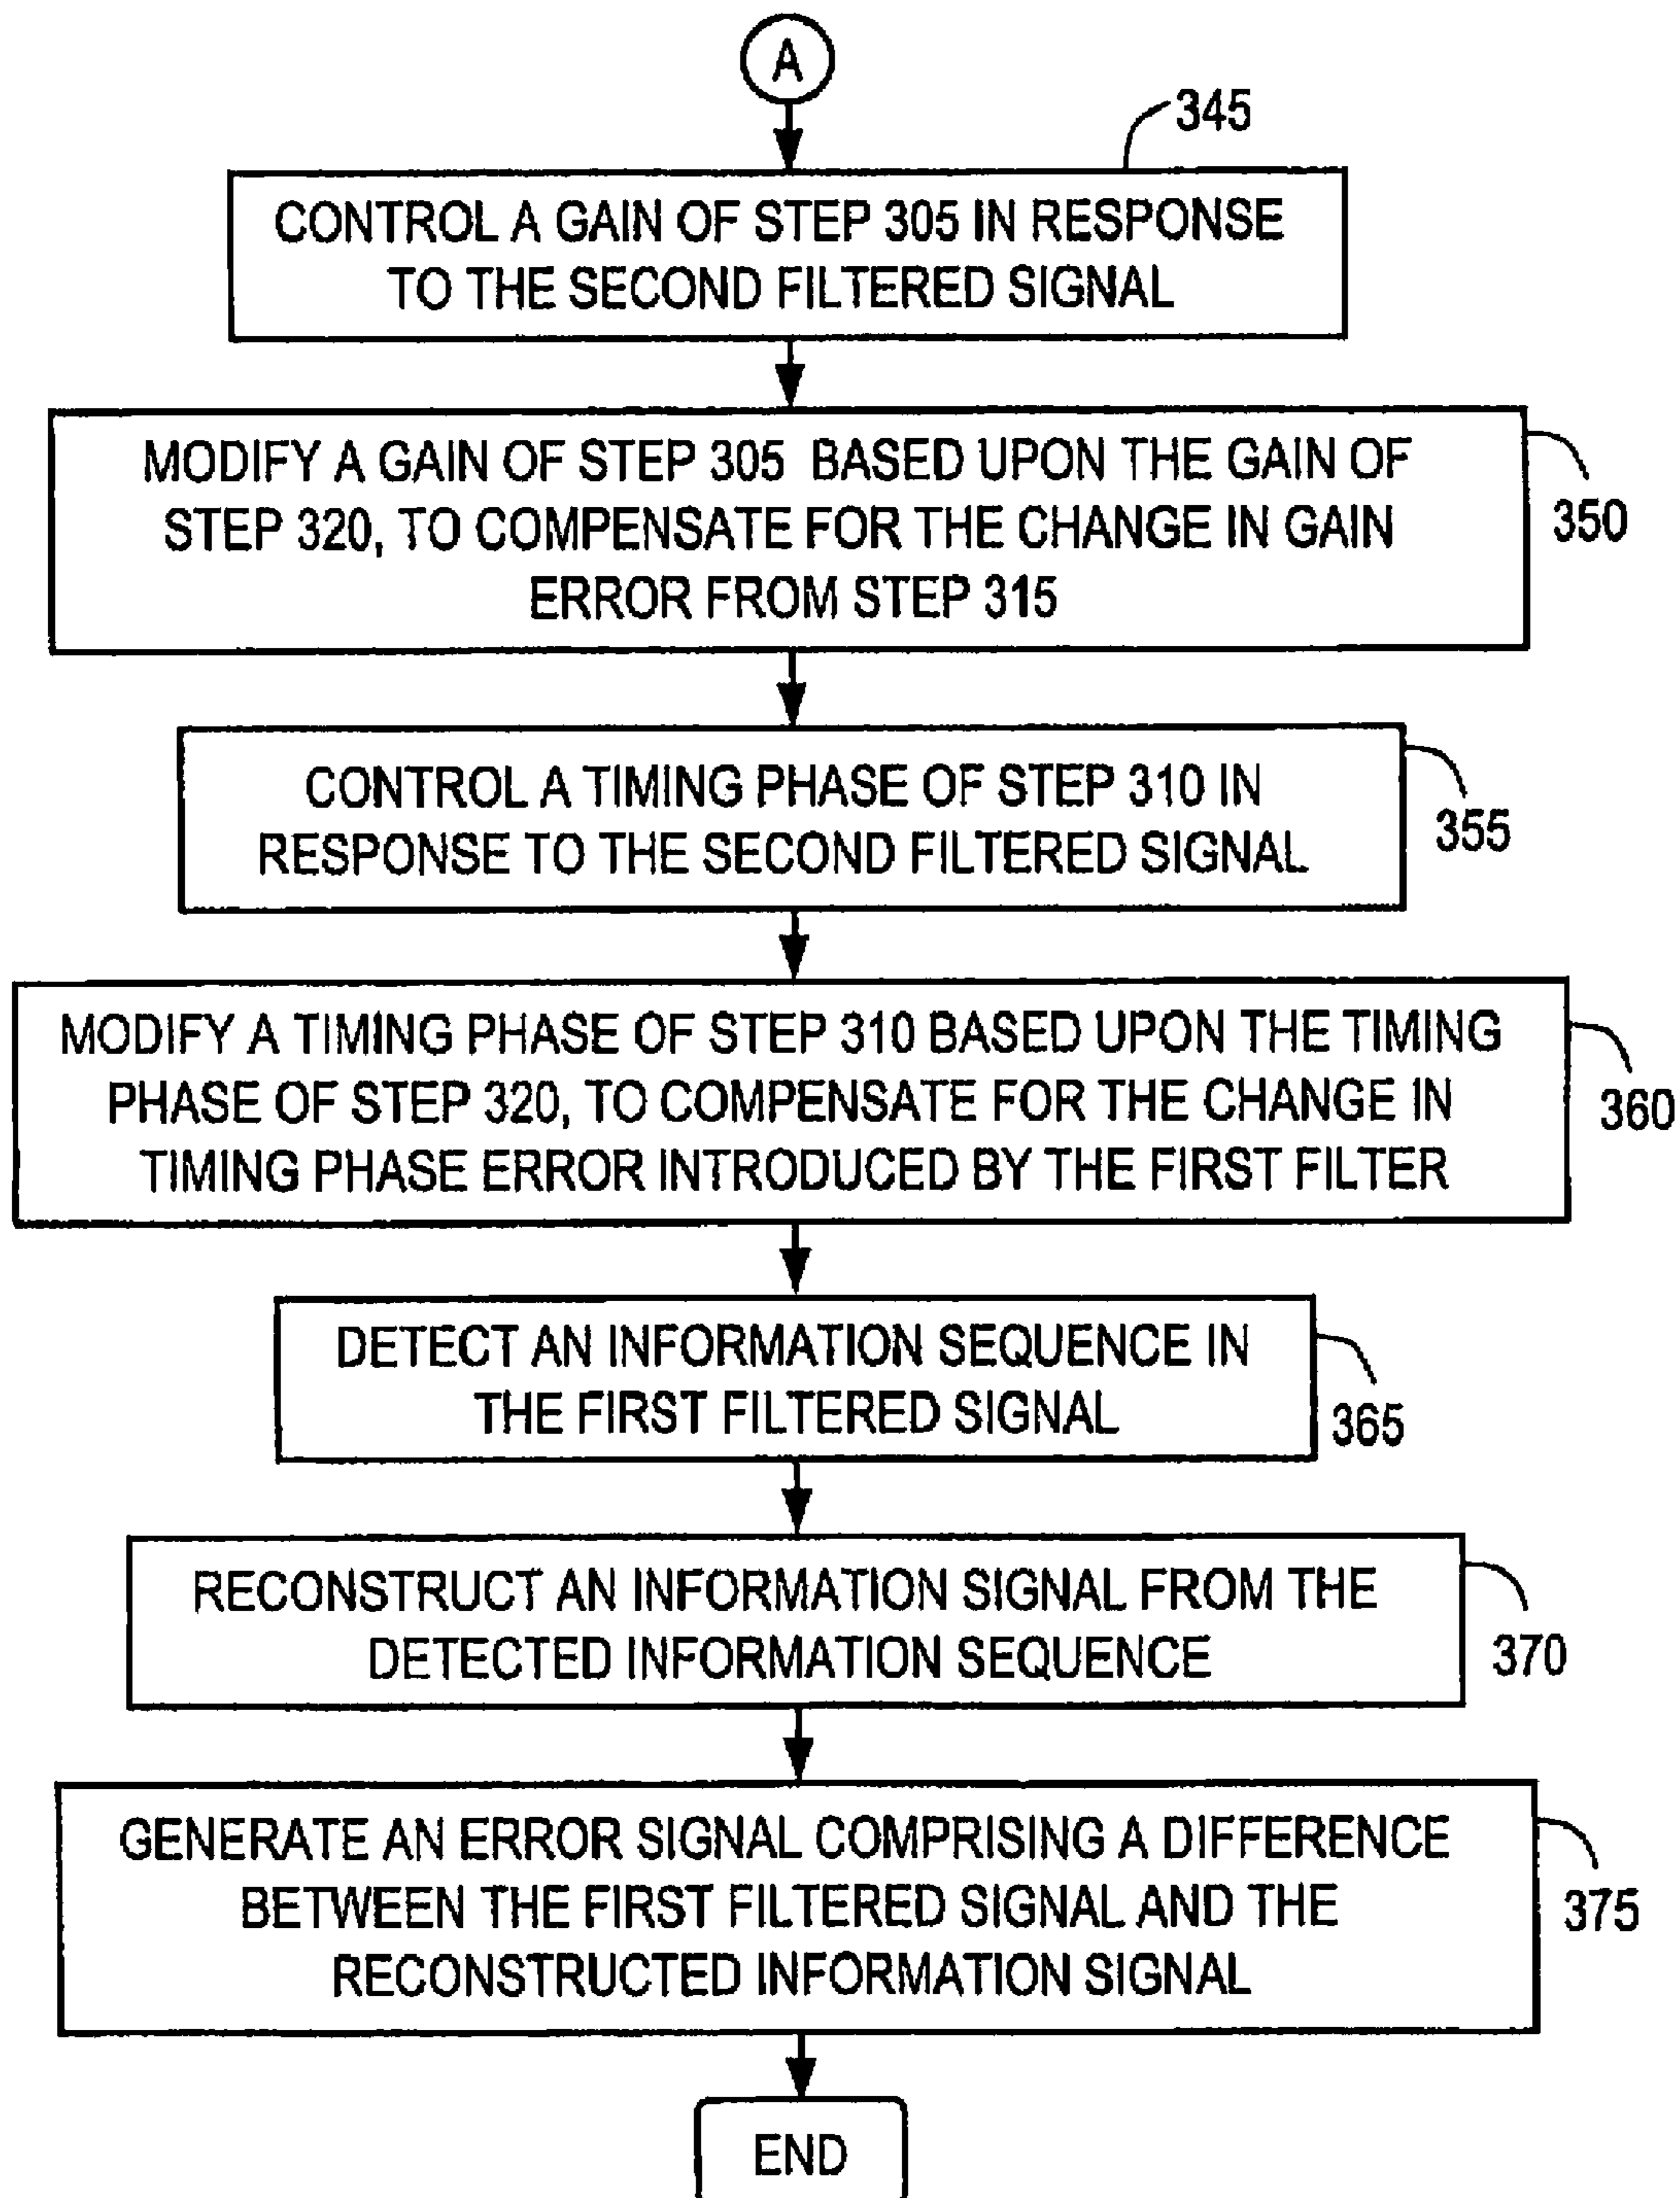 A
345
CONTROL A GAIN OF STEP 305 IN RESPONSE
TO THE SECOND FILTERED SIGNAL
MODIFY A GAIN OF STEP 305 BASED UPON THE GAIN OF
STEP 320, TO COMPENSATE FOR THE CHANGE IN GAIN
ERROR FROM STEP 315
350
CONTROL A TIMING PHASE OF STEP 310 IN
RESPONSE TO THE SECOND FILTERED SIGNAL
355
MODIFY A TIMING PHASE OF STEP 310 BASED UPON THE TIMING
PHASE OF STEP 320, TO COMPENSATE FOR THE CHANGE IN
TIMING PHASE ERROR INTRODUCED BY THE FIRST FILTER
360
DETECT AN INFORMATION SEQUENCE IN
THE FIRST FILTERED SIGNAL
365
RECONSTRUCT AN INFORMATION SIGNAL FROM THE
DETECTED INFORMATION SEQUENCE
370
GENERATE AN ERROR SIGNAL COMPRISING A DIFFERENCE
BETWEEN THE FIRST FILTERED SIGNAL AND THE
RECONSTRUCTED INFORMATION SIGNAL
375
END